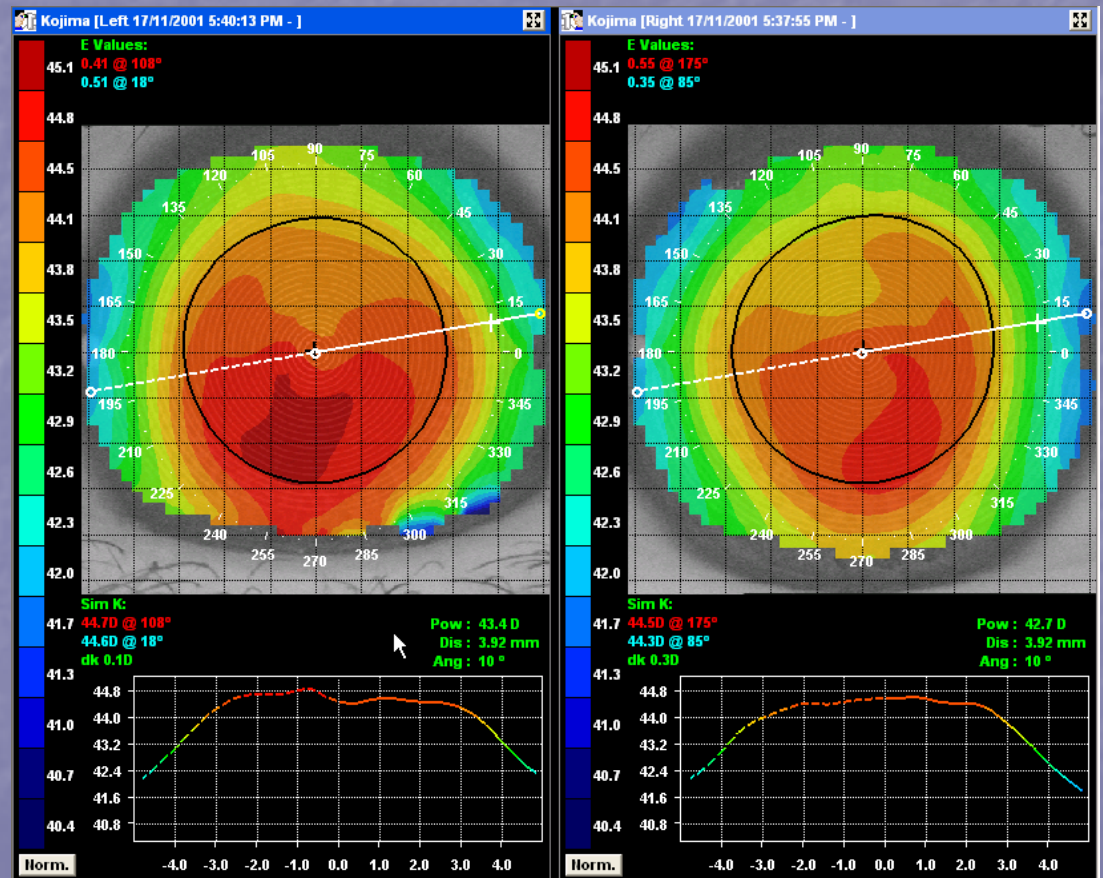 Kojima [Left 17/11/2001 5:40:13 PM - ]
E Values:
0.41 @ 108°
0.51 @ 18°
45.1
44.8
44.5
44.1
43.8
43.5
43.2
42.9
42.6
42.3
42.0
41.7
41.3
41.0
40.7
40.4
105 90 75
120 60
135 45
150 30
165 15
180 0
195 345
210 330
225 315
240 300
255 270 285
Sim K:
44.7D @ 108°
44.6D @ 18°
dk 0.1D
Pow : 43.4 D
Dis : 3.92 mm
Ang : 10 °
44.8
44.0
43.2
42.4
41.6
40.8
Norm.
-4.0 -3.0 -2.0 -1.0 0.0 1.0 2.0 3.0 4.0
Kojima [Right 17/11/2001 5:37:55 PM - ]
E Values:
0.55 @ 175°
0.35 @ 85°
45.1
44.8
44.5
44.1
43.8
43.5
43.2
42.9
42.6
42.3
42.0
41.7
41.3
41.0
40.7
40.4
105 90 75
120 60
135 45
150 30
165 15
180 0
195 345
210 330
225 315
240 300
255 270 285
Sim K:
44.5D @ 175°
44.3D @ 85°
dk 0.3D
Pow : 42.7 D
Dis : 3.92 mm
Ang : 10 °
44.8
44.0
43.2
42.4
41.6
40.8
Norm.
-4.0 -3.0 -2.0 -1.0 0.0 1.0 2.0 3.0 4.0